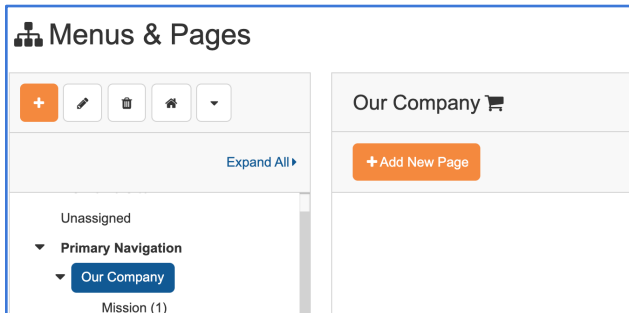 Menus & Pages
Our Company
Expand All
+ Add New Page
Unassigned
Primary Navigation
Our Company
Mission (1)